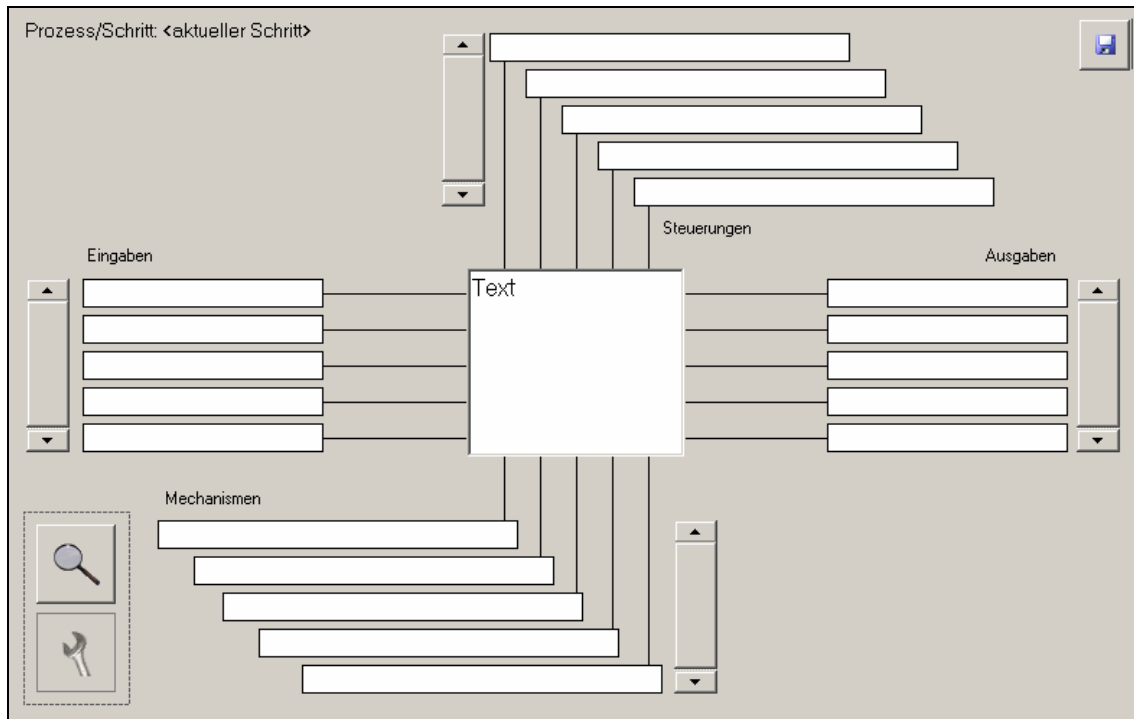 Prozess/Schritt: <aktueller Schritt>
Steuerungen
Eingaben
Ausgaben
Text
Mechanismen